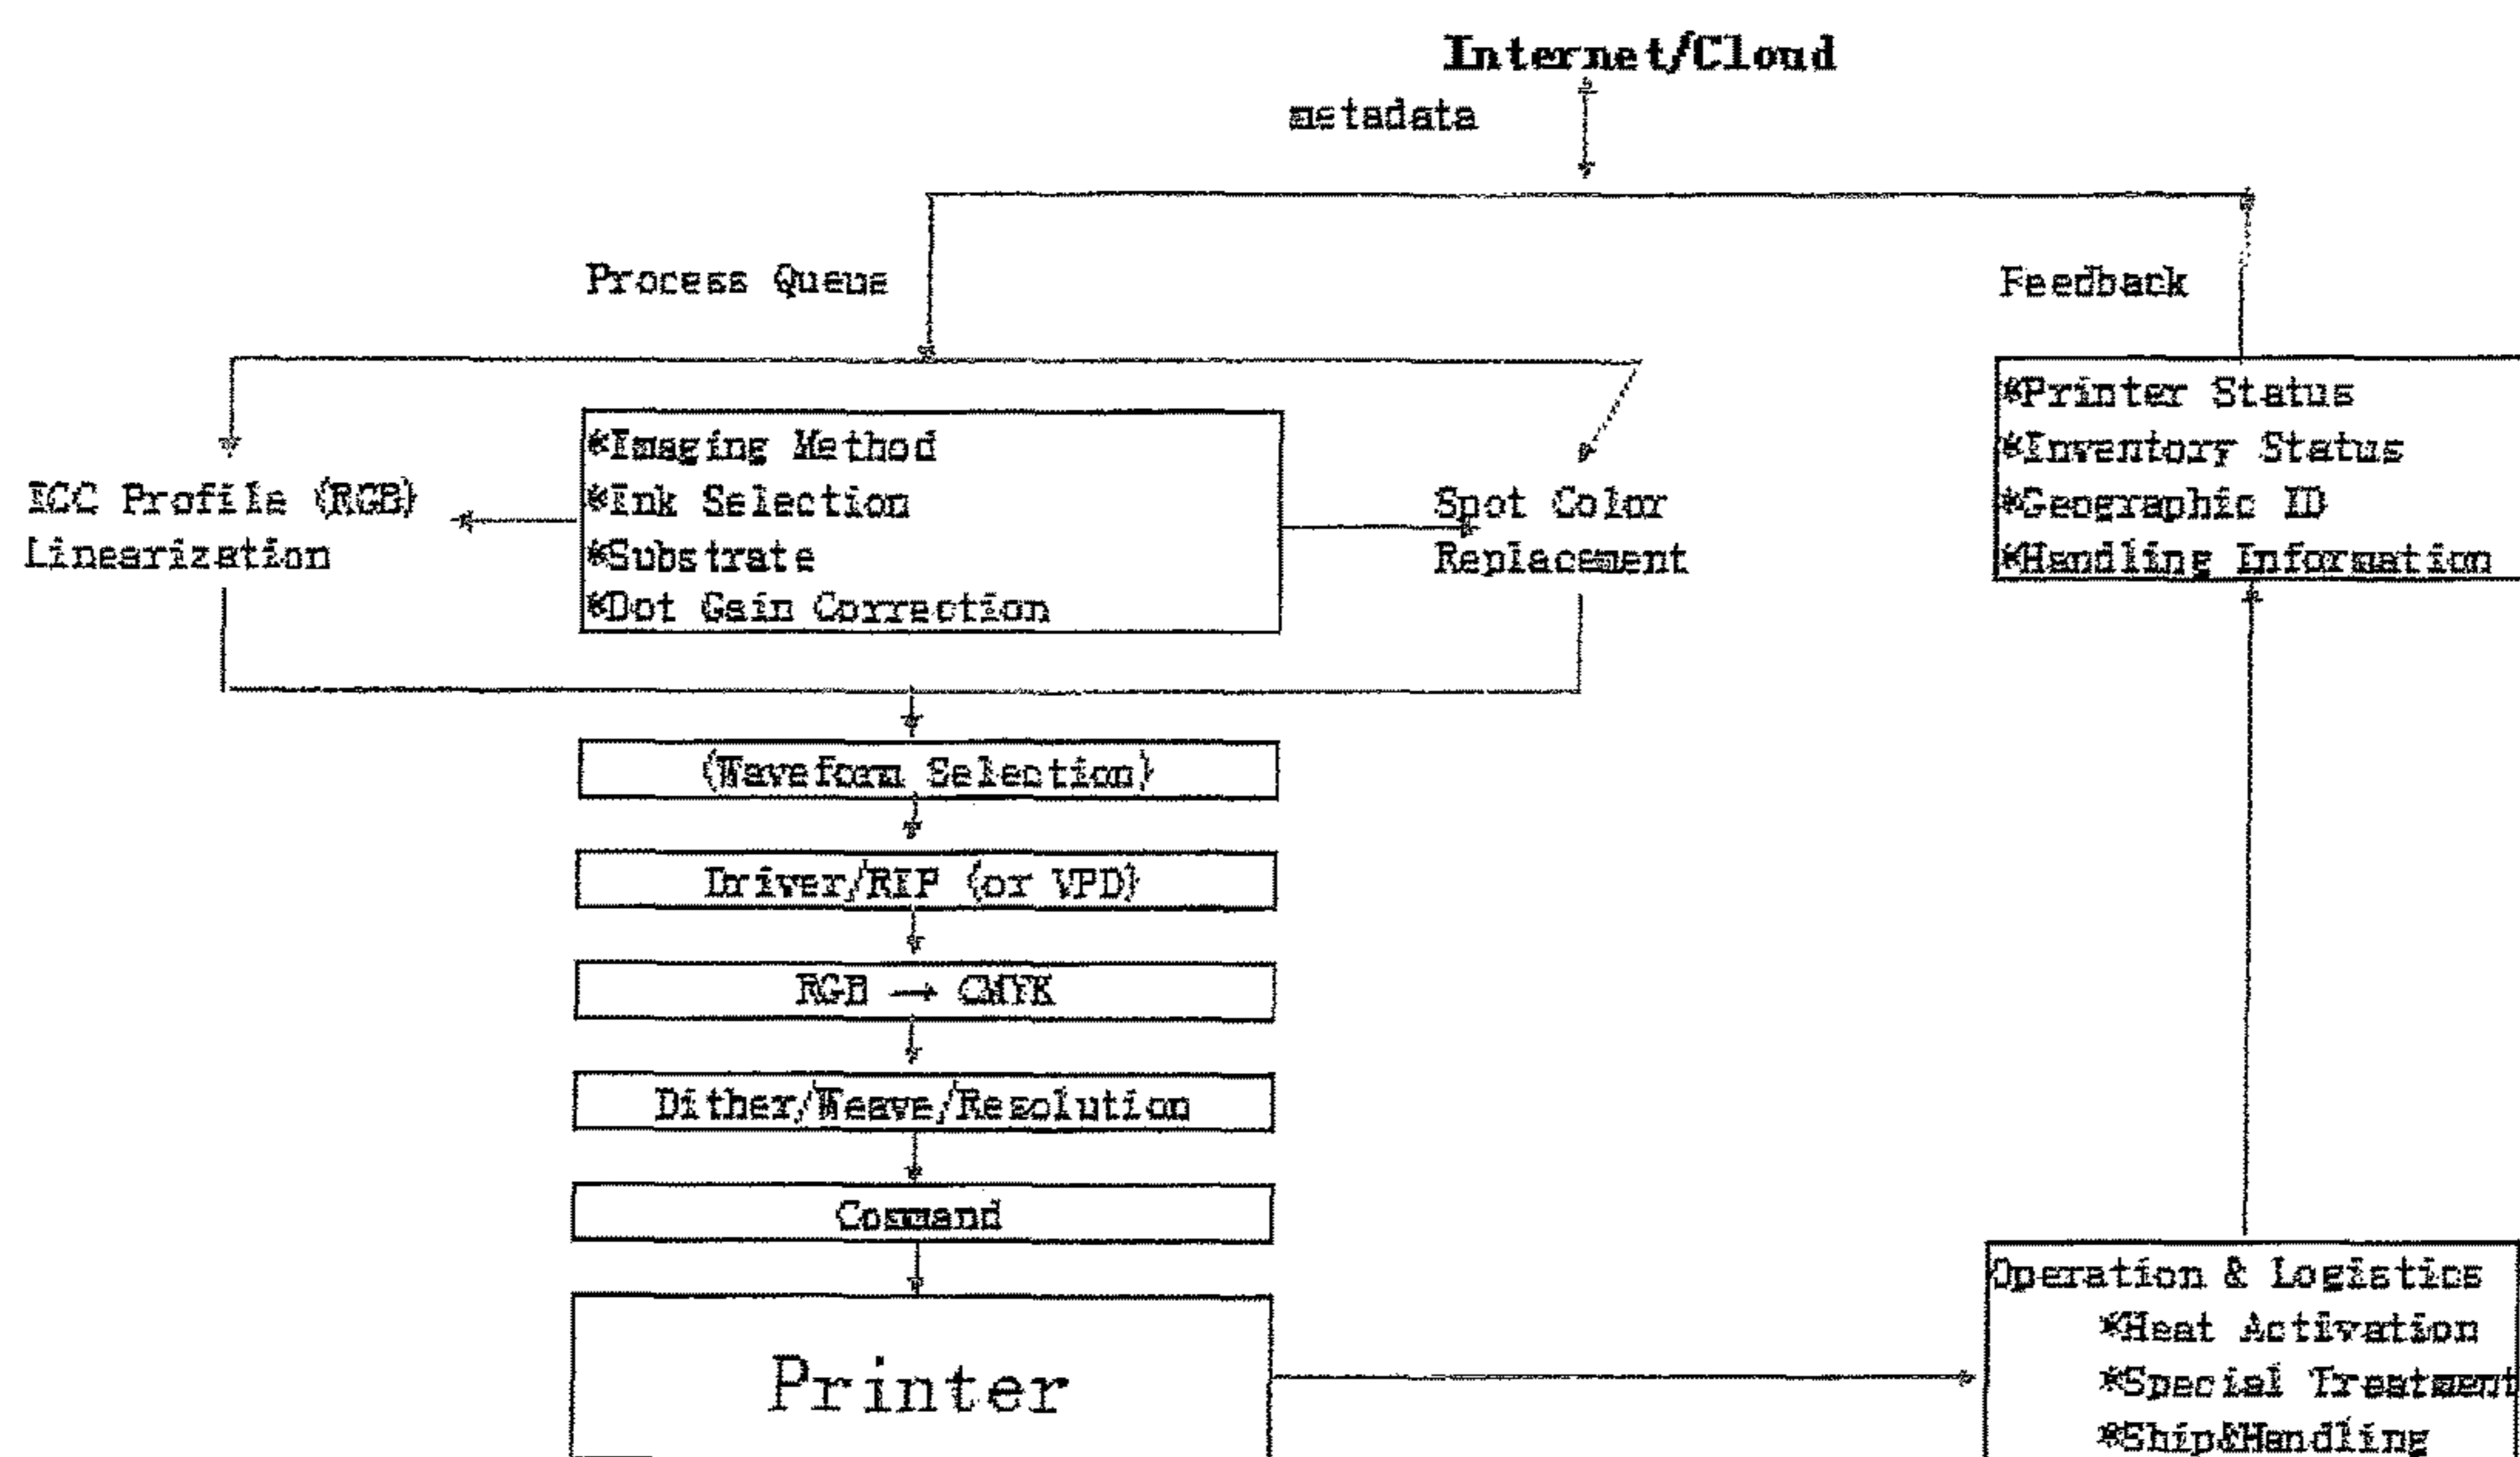 Internet/Cloud
metadata
Process Queue
Feedback
ICC Profile (RGB)
Linearization
*Imaging Method
*Ink Selection
*Substrate
*Dot Gain Correction
Spot Color
Replacement
*Printer Status
*Inventory Status
*Geographic ID
*Handling Information
(Waveform Selection)
Driver/RIP (or VPD)
RGB → CMYK
Dither/Weave/Resolution
Command
Printer
Operation & Logistics
*Heat Activation
*Special Treatment
*Ship&Handling